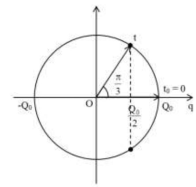 t
π/3
t₀ = 0
-Q₀
O
Q₀/2
Q₀
q